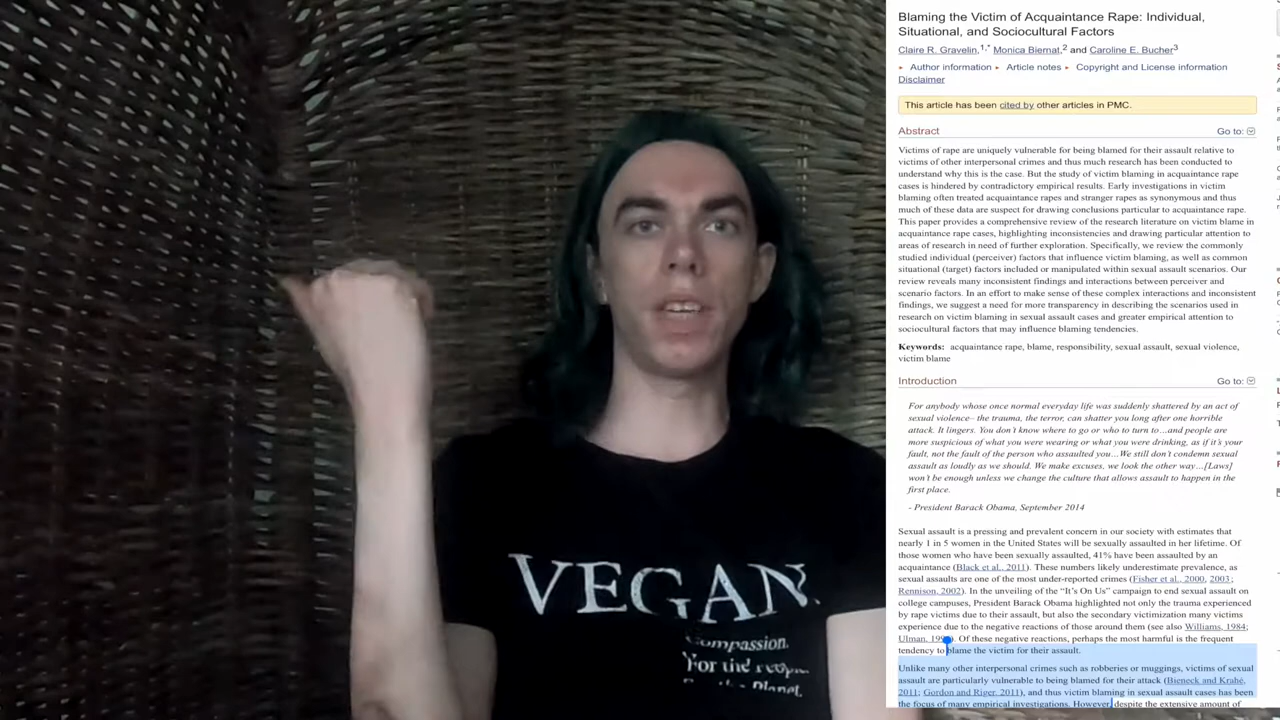 Blaming the Victim of Acquaintance Rape: Individual,
Situational, and Sociocultural Factors
Claire R. Gravelin,1,* Monica Biernat,2 and Caroline E. Bucher3
▸ Author information ▸ Article notes ▸ Copyright and License information
Disclaimer
This article has been cited by other articles in PMC.
Abstract Go to:
Victims of rape are uniquely vulnerable for being blamed for their assault relative to
victims of other interpersonal crimes and thus much research has been conducted to
understand why this is the case. But the study of victim blaming in acquaintance rape
cases is hindered by contradictory empirical results. Early investigations in victim
blaming often treated acquaintance rapes and stranger rapes as synonymous and thus
much of these data are suspect for drawing conclusions particular to acquaintance rape.
This paper provides a comprehensive review of the research literature on victim blame in
acquaintance rape cases, highlighting inconsistencies and drawing particular attention to
areas of research in need of further exploration. Specifically, we review the commonly
studied individual (perceiver) factors that influence victim blaming, as well as common
situational (target) factors included or manipulated within sexual assault scenarios. Our
review reveals many inconsistent findings and interactions between perceiver and
scenario factors. In an effort to make sense of these complex interactions and inconsistent
findings, we suggest a need for more transparency in describing the scenarios used in
research on victim blaming in sexual assault cases and greater empirical attention to
sociocultural factors that may influence blaming tendencies.
Keywords: acquaintance rape, blame, responsibility, sexual assault, sexual violence,
victim blame
Introduction Go to:
For anybody whose once normal everyday life was suddenly shattered by an act of
sexual violence– the trauma, the terror, can shatter you long after one horrible
attack. It lingers. You don't know where to go or who to turn to…and people are
more suspicious of what you were wearing or what you were drinking, as if it's your
fault, not the fault of the person who assaulted you…We still don't condemn sexual
assault as loudly as we should. We make excuses, we look the other way…[Laws]
won't be enough unless we change the culture that allows assault to happen in the
first place.
- President Barack Obama, September 2014
Sexual assault is a pressing and prevalent concern in our society with estimates that
nearly 1 in 5 women in the United States will be sexually assaulted in her lifetime. Of
those women who have been sexually assaulted, 41% have been assaulted by an
acquaintance (Black et al., 2011). These numbers likely underestimate prevalence, as
sexual assaults are one of the most under-reported crimes (Fisher et al., 2000, 2003;
Rennison, 2002). In the unveiling of the "It's On Us" campaign to end sexual assault on
college campuses, President Barack Obama highlighted not only the trauma experienced
by rape victims due to their assault, but also the secondary victimization many victims
experience due to the negative reactions of those around them (see also Williams, 1984;
Ulman, ). Of these negative reactions, perhaps the most harmful is the frequent
tendency to blame the victim for their assault.
Unlike many other interpersonal crimes such as robberies or muggings, victims of sexual
assault are particularly vulnerable to being blamed for their attack (Bieneck and Krahé,
2011; Gordon and Riger, 2011), and thus victim blaming in sexual assault cases has been
the focus of many empirical investigations. However, despite the extensive amount of
VEGAN.
Compassion.
For the
Planet.